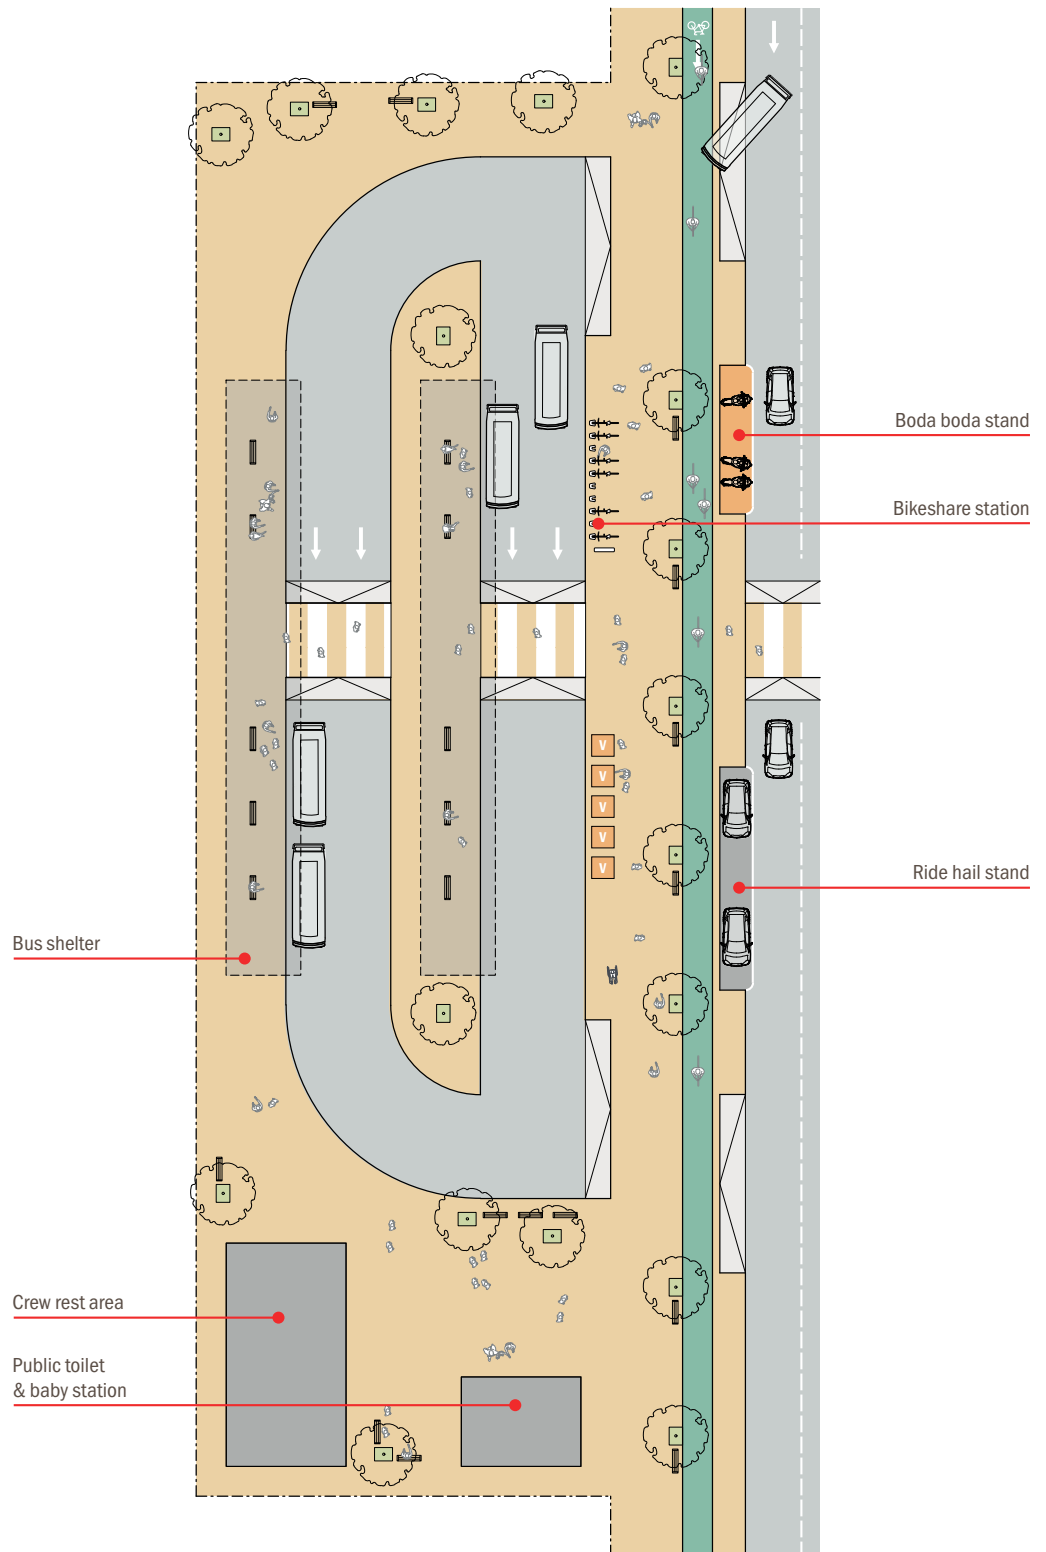 Boda boda stand
Bikeshare station
V
V
V
V
V
Ride hail stand
Bus shelter
Crew rest area
Public toilet
& baby station